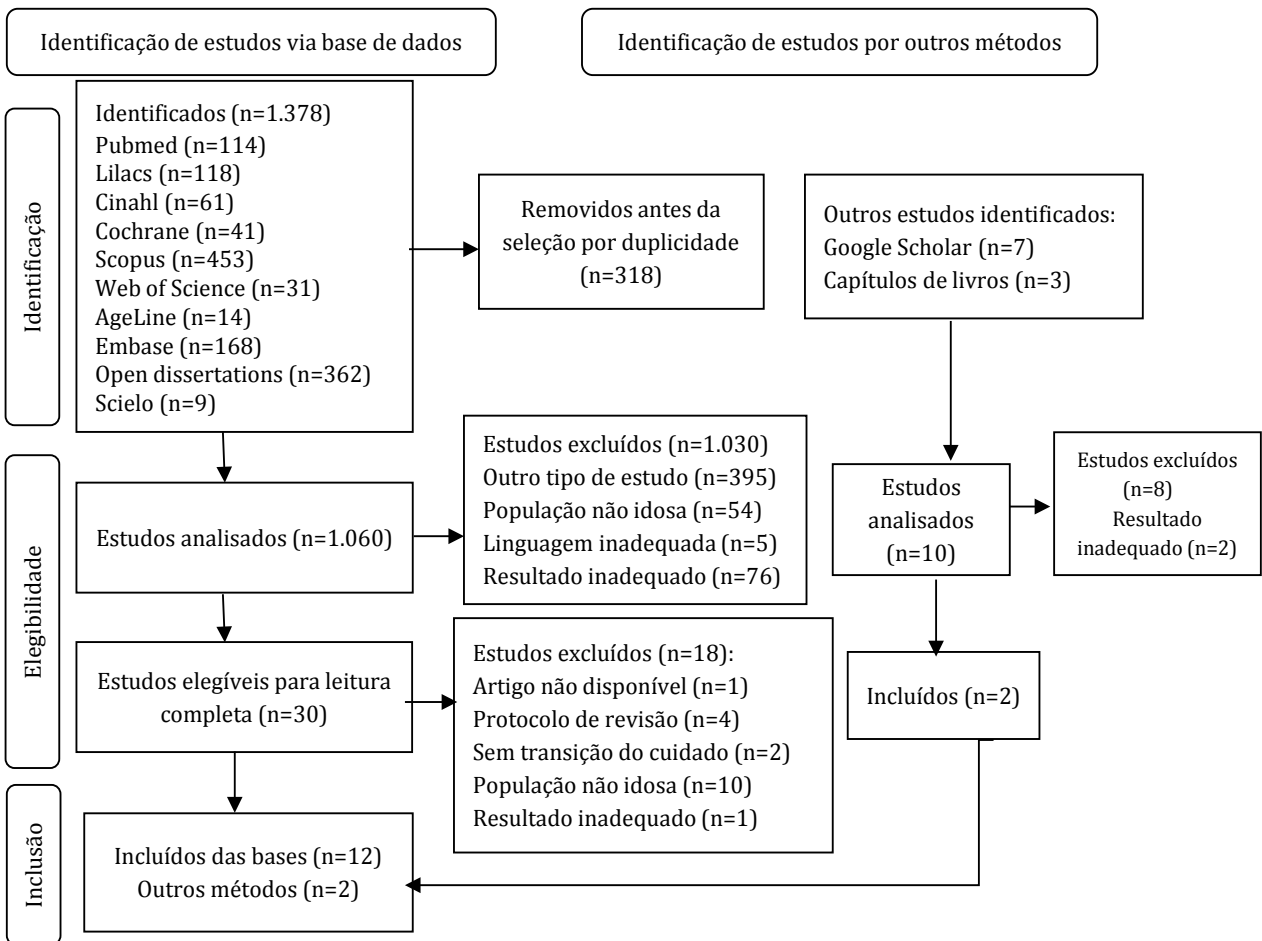 Identificação de estudos via base de dados
Identificação de estudos por outros métodos
Identificação
Identificados (n=1.378)
Pubmed (n=114)
Lilacs (n=118)
Cinahl (n=61)
Cochrane (n=41)
Scopus (n=453)
Web of Science (n=31)
AgeLine (n=14)
Embase (n=168)
Open dissertations (n=362)
Scielo (n=9)
Removidos antes da
seleção por duplicidade
(n=318)
Outros estudos identificados:
Google Scholar (n=7)
Capítulos de livros (n=3)
Elegibilidade
Estudos analisados (n=1.060)
Estudos excluídos (n=1.030)
Outro tipo de estudo (n=395)
População não idosa (n=54)
Linguagem inadequada (n=5)
Resultado inadequado (n=76)
Estudos
analisados
(n=10)
Estudos excluídos
(n=8)
Resultado
inadequado (n=2)
Estudos elegíveis para leitura
completa (n=30)
Estudos excluídos (n=18):
Artigo não disponível (n=1)
Protocolo de revisão (n=4)
Sem transição do cuidado (n=2)
População não idosa (n=10)
Resultado inadequado (n=1)
Incluídos (n=2)
Inclusão
Incluídos das bases (n=12)
Outros métodos (n=2)